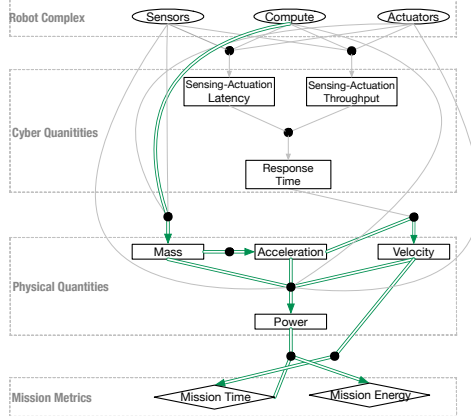 Robot Complex
Sensors
Compute
Actuators
Sensing-Actuation
Latency
Sensing-Actuation
Throughput
Cyber Quanitities
Response
Time
Mass
Acceleration
Velocity
Physical Quantities
Power
Mission Metrics
Mission Time
Mission Energy